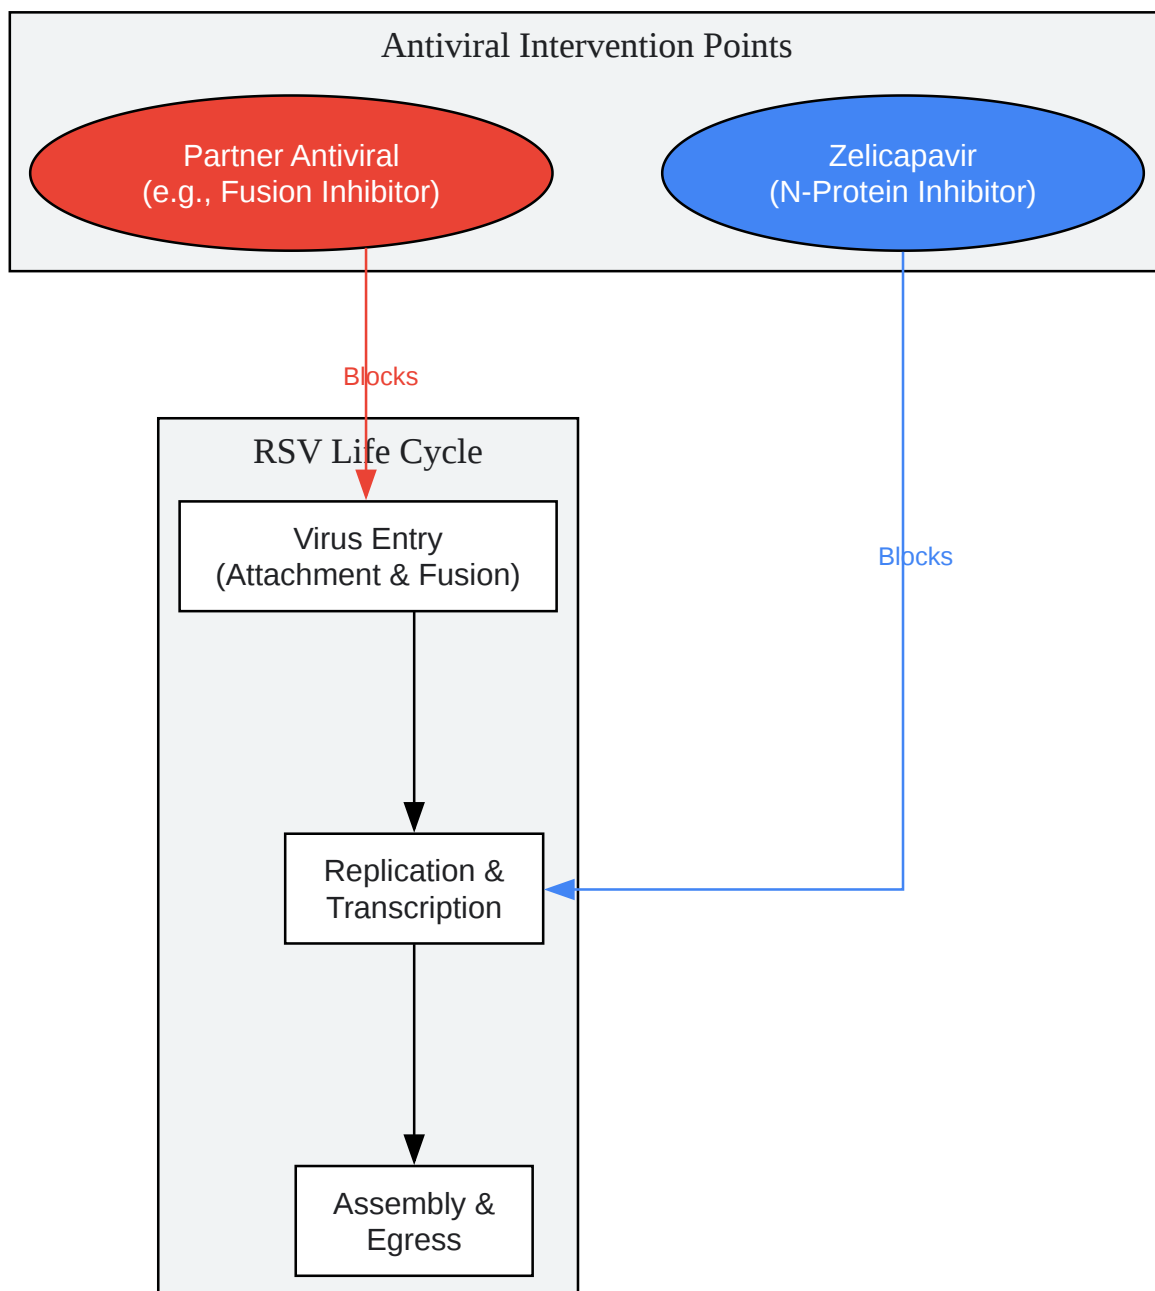 Antiviral Intervention Points
Partner Antiviral
(e.g., Fusion Inhibitor)
Zelicapavir
(N-Protein Inhibitor)
Blocks
RSV Life Cycle
Virus Entry
(Attachment & Fusion)
Blocks
Replication &
Transcription
Assembly &
Egress